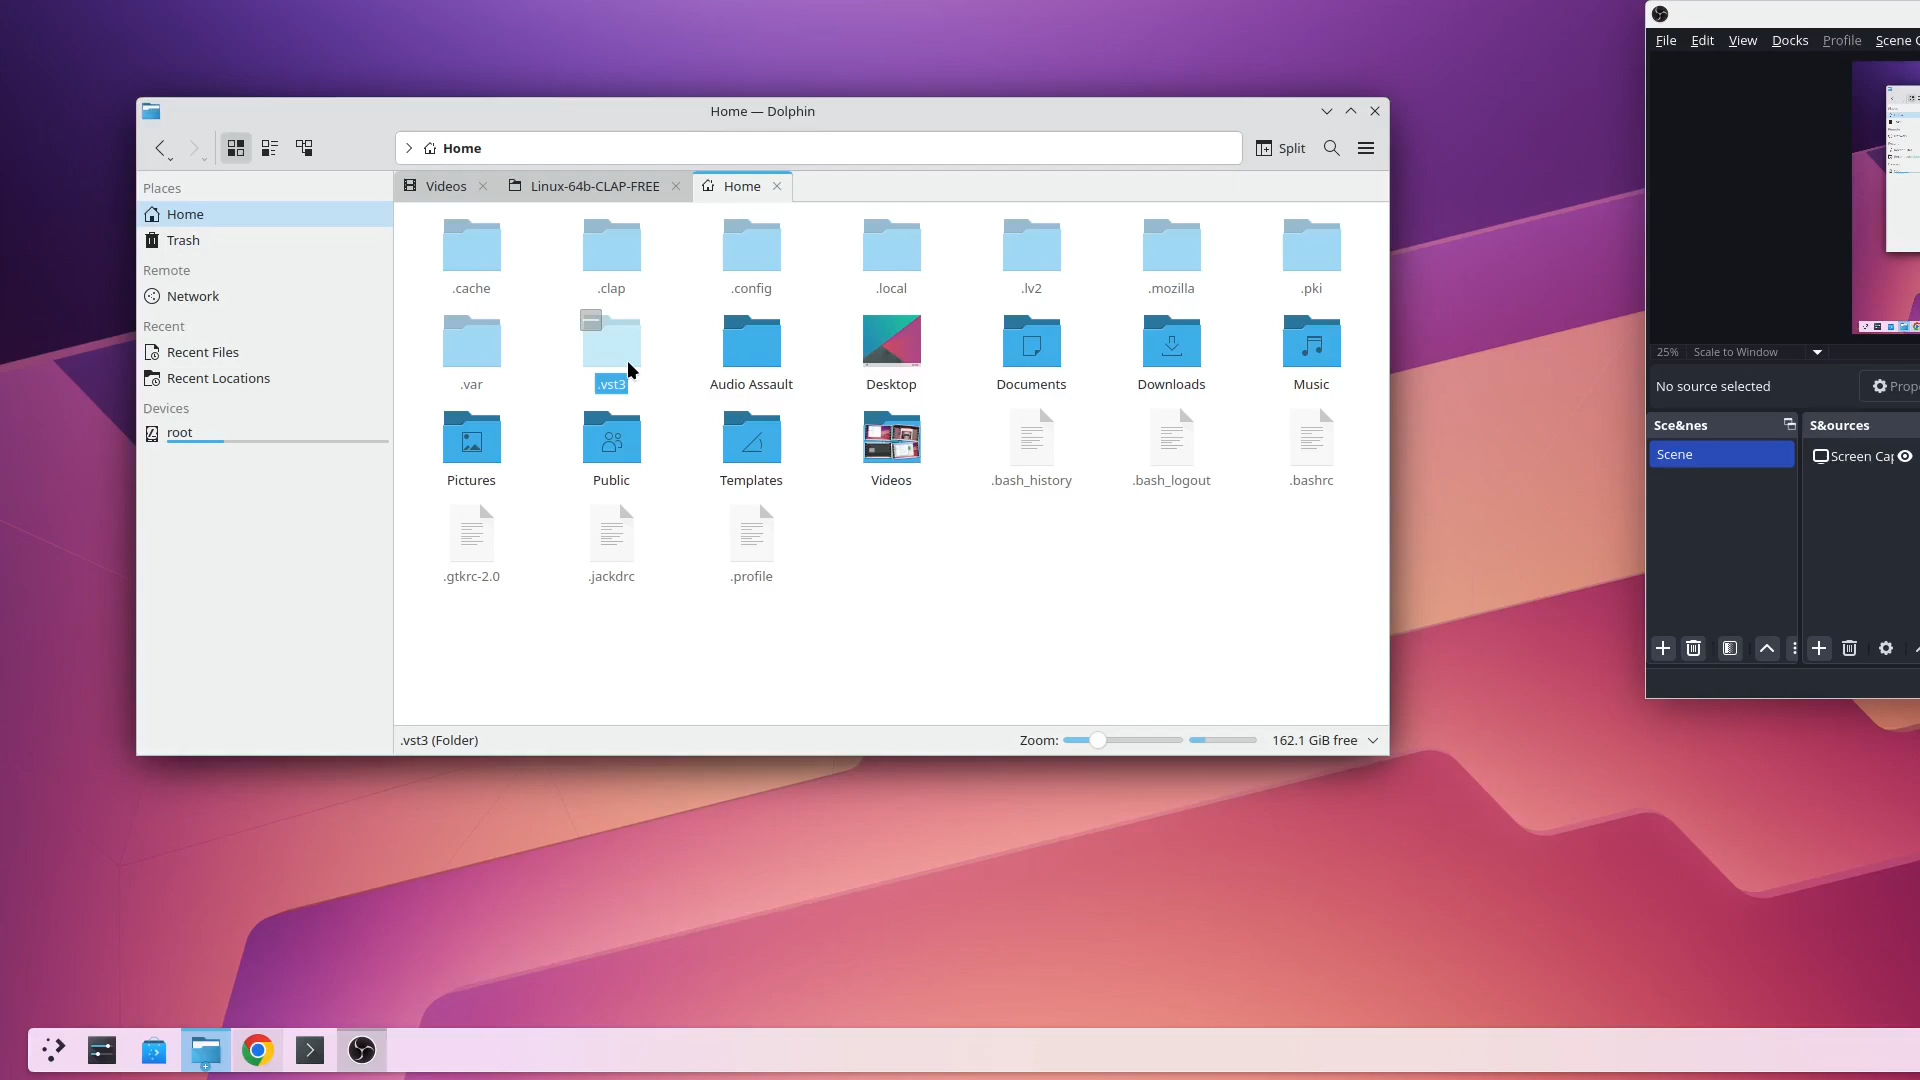 Home — Dolphin
Home
Split
Places
Home
Trash
Remote
Network
Recent
Recent Files
Recent Locations
Devices
root
Videos
Linux-64b-CLAP-FREE
Home
.cache
.clap
.config
.local
.lv2
.mozilla
.pki
.var
.vst3
Audio Assault
Desktop
Documents
Downloads
Music
Pictures
Public
Templates
Videos
.bash_history
.bash_logout
.bashrc
.gtkrc-2.0
.jackdrc
.profile
.vst3 (Folder)
Zoom:
162.1 GiB free
File Edit View Docks Profile Scene C
25% Scale to Window
No source selected
Prope
Sce&nes
S&ources
Scene
Screen Cap